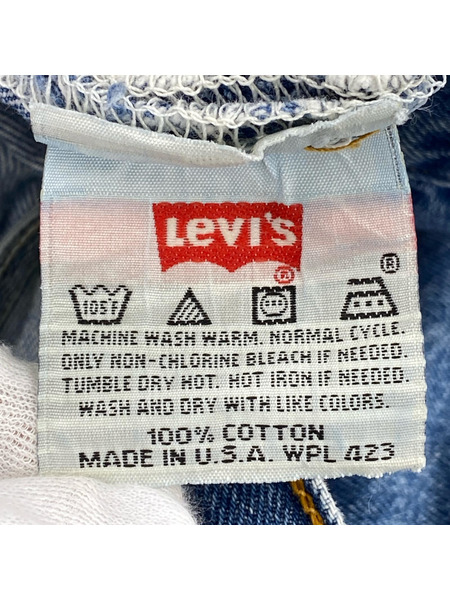 Levi's
®
®
105F
MACHINE WASH WARM. NORMAL CYCLE.
ONLY NON-CHLORINE BLEACH IF NEEDED.
TUMBLE DRY HOT. HOT IRON IF NEEDED.
WASH AND DRY WITH LIKE COLORS.
100% COTTON
MADE IN U.S.A. WPL 423